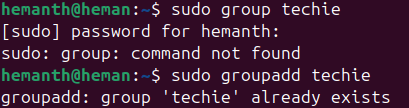 hemanth@heman:~$ sudo group techie
[sudo] password for hemanth:
sudo: group: command not found
hemanth@heman:~$ sudo groupadd techie
groupadd: group 'techie' already exists